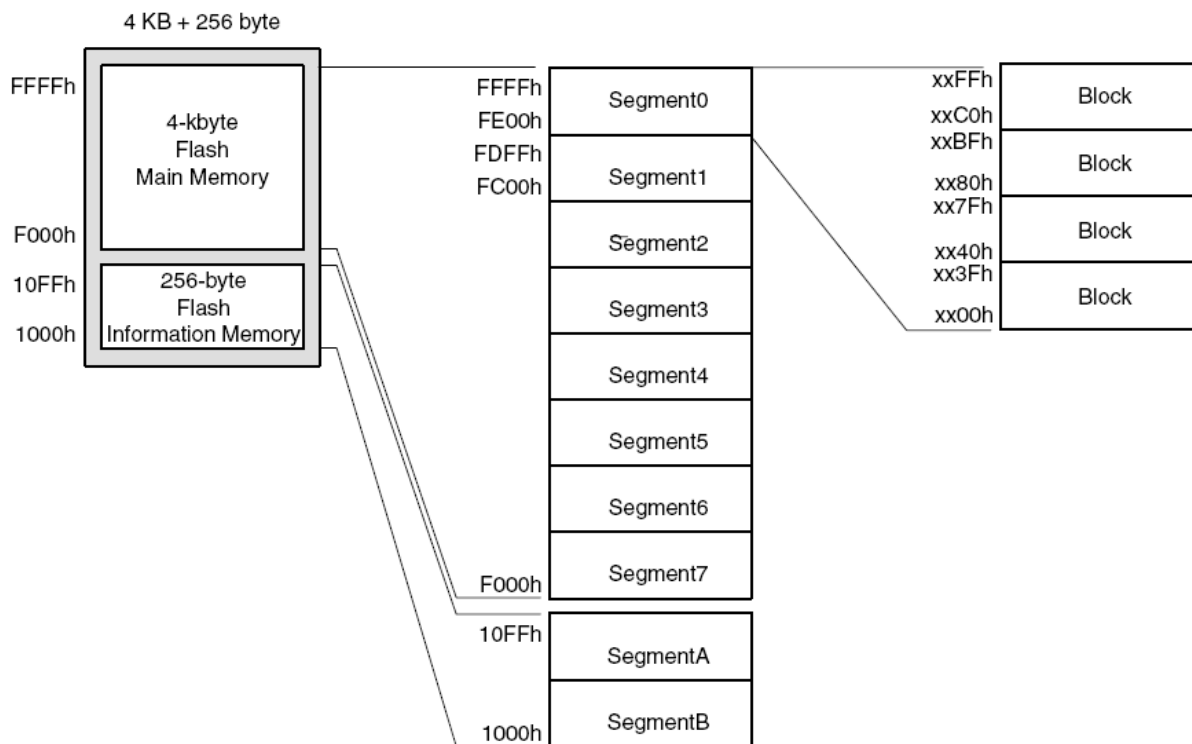 4 KB + 256 byte
FFFFh
4-kbyte
Flash
Main Memory
F000h
10FFh
256-byte
Flash
Information Memory
1000h
FFFFh
Segment0
FE00h
FDFFh
Segment1
FC00h
Segment2
Segment3
Segment4
Segment5
Segment6
Segment7
F000h
10FFh
SegmentA
SegmentB
1000h
xxFFh
Block
xxC0h
xxBFh
Block
xx80h
xx7Fh
Block
xx40h
xx3Fh
Block
xx00h